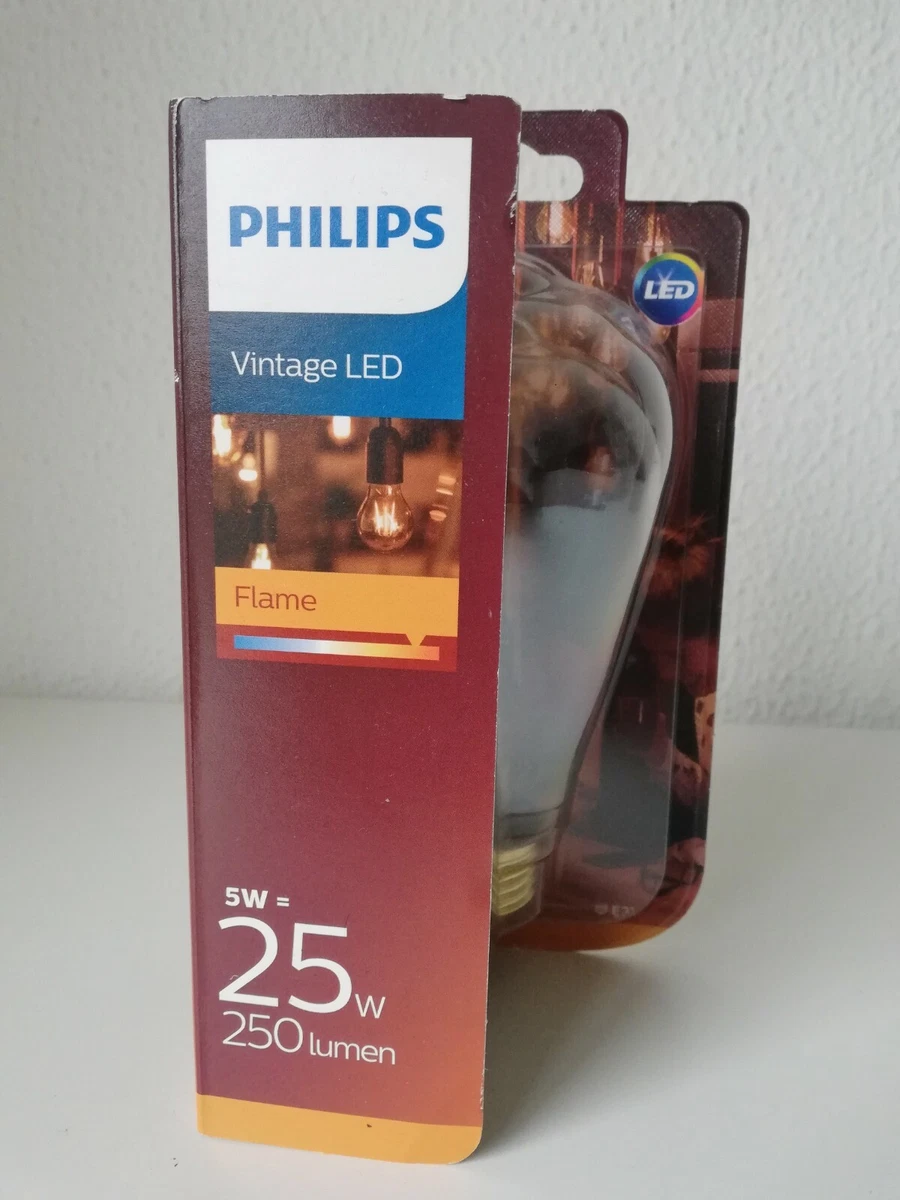 PHILIPS
Vintage LED
Flame
5W =
25W
250 lumen
LED